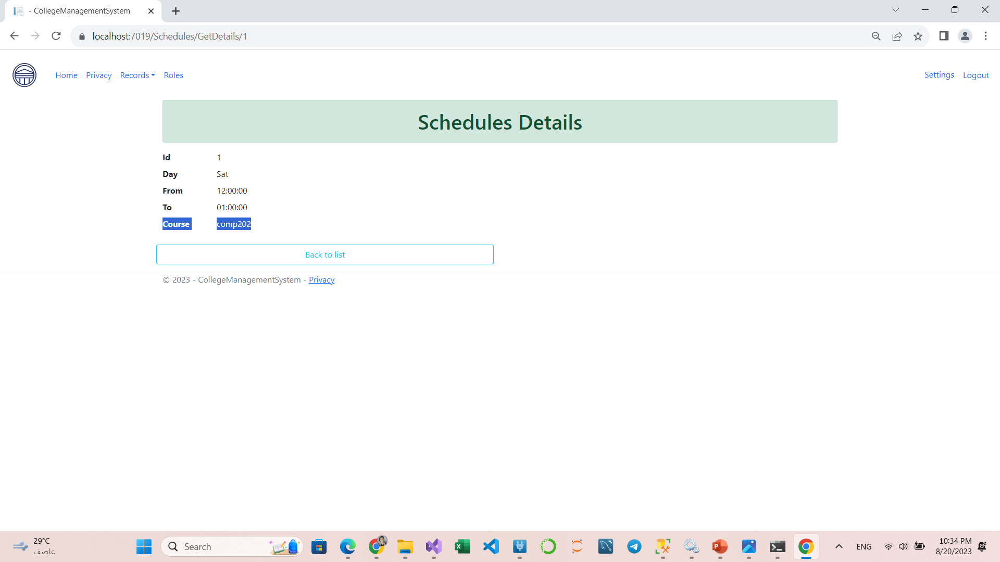 - CollegeManagementSystem
localhost:7019/Schedules/GetDetails/1
Home Privacy Records Roles Settings Logout
Schedules Details
Id 1
Day Sat
From 12:00:00
To 01:00:00
Course comp202
Back to list
© 2023 - CollegeManagementSystem - Privacy
29°C
عاصف
Search
ENG
10:34 PM
8/20/2023